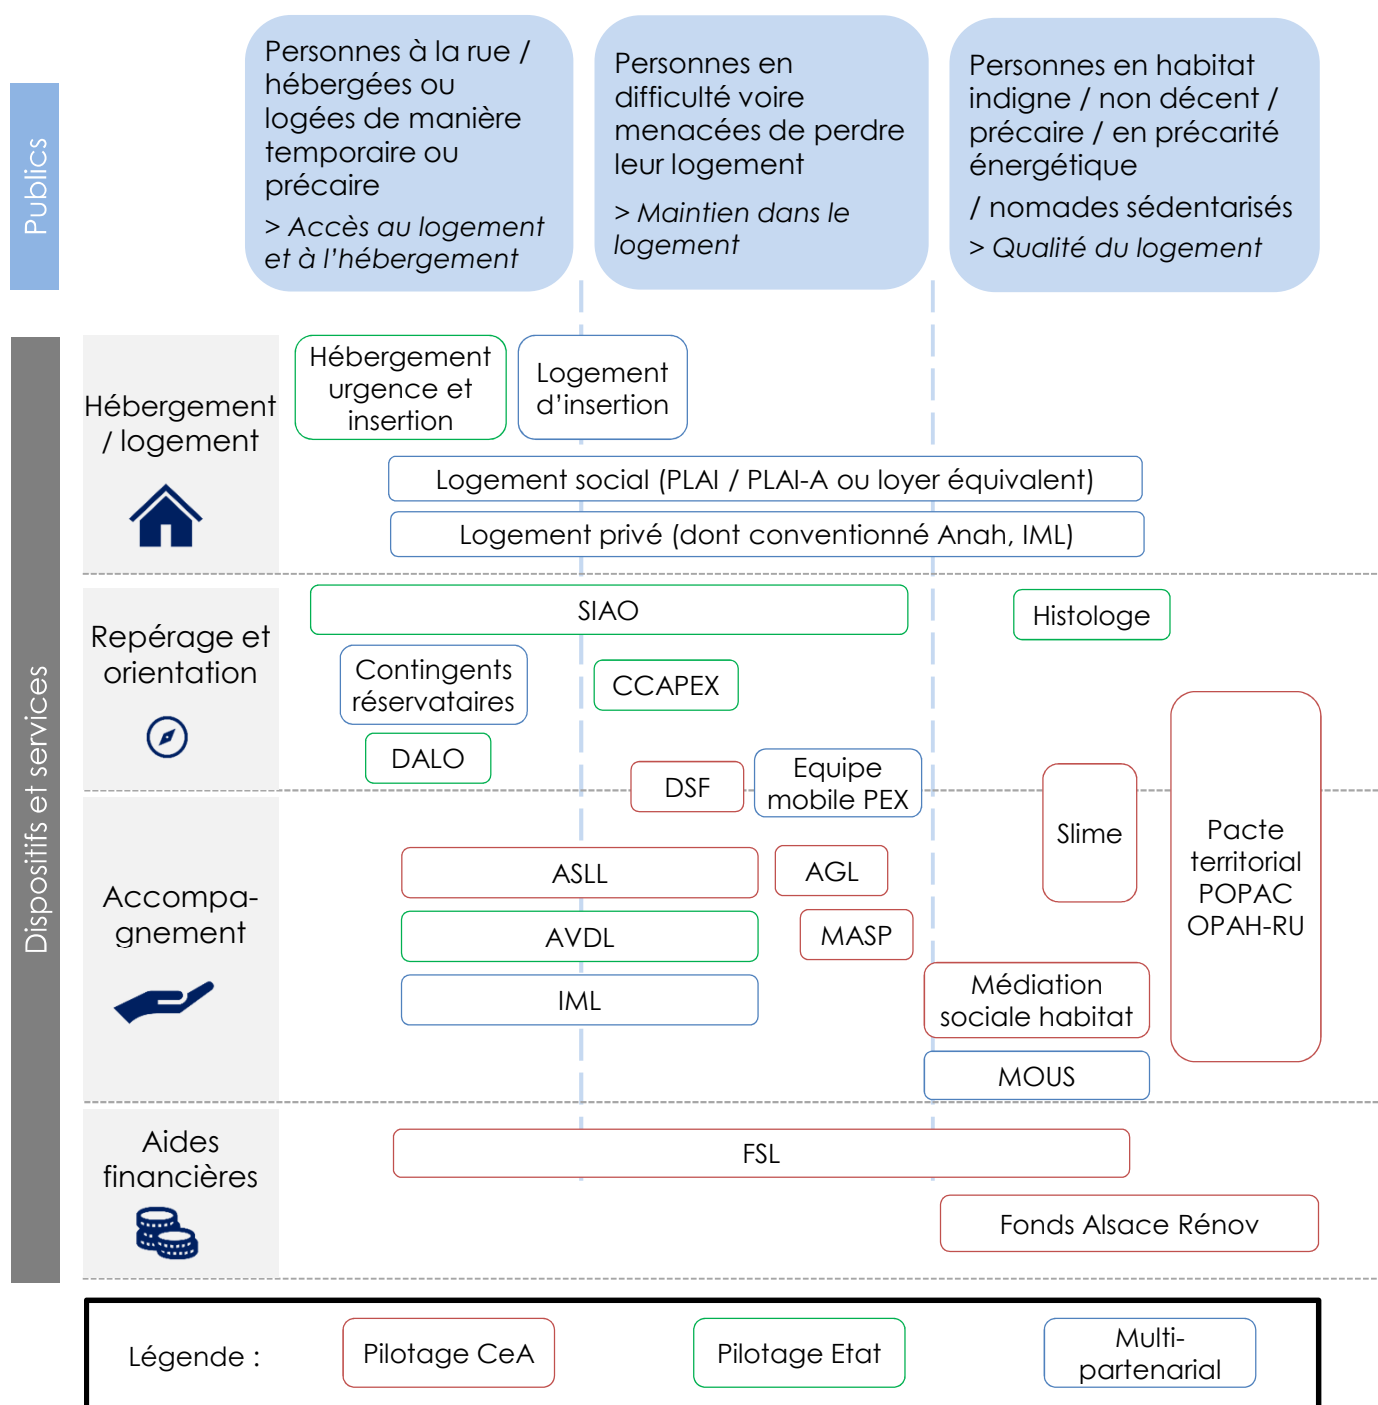 Publics
Personnes à la rue /
hébergées ou
logées de manière
temporaire ou
précaire
> Accès au logement
et à l'hébergement
Personnes en
difficulté voire
menacées de perdre
leur logement
> Maintien dans le
logement
Personnes en habitat
indigne / non décent /
précaire / en précarité
énergétique
/ nomades sédentarisés
> Qualité du logement
Dispositifs et services
Hébergement
/ logement
Hébergement
urgence et
insertion
Logement
d'insertion
Logement social (PLAI / PLAI-A ou loyer équivalent)
Logement privé (dont conventionné Anah, IML)
Repérage et
orientation
SIAO
Histologe
Contingents
réservataires
CCAPEX
DALO
DSF
Equipe
mobile PEX
Slime
Pacte
territorial
POPAC
OPAH-RU
Accompa-
gnement
ASLL
AGL
AVDL
MASP
IML
Médiation
sociale habitat
MOUS
Aides
financières
FSL
Fonds Alsace Rénov
Légende :
Pilotage CeA
Pilotage Etat
Multi-
partenarial